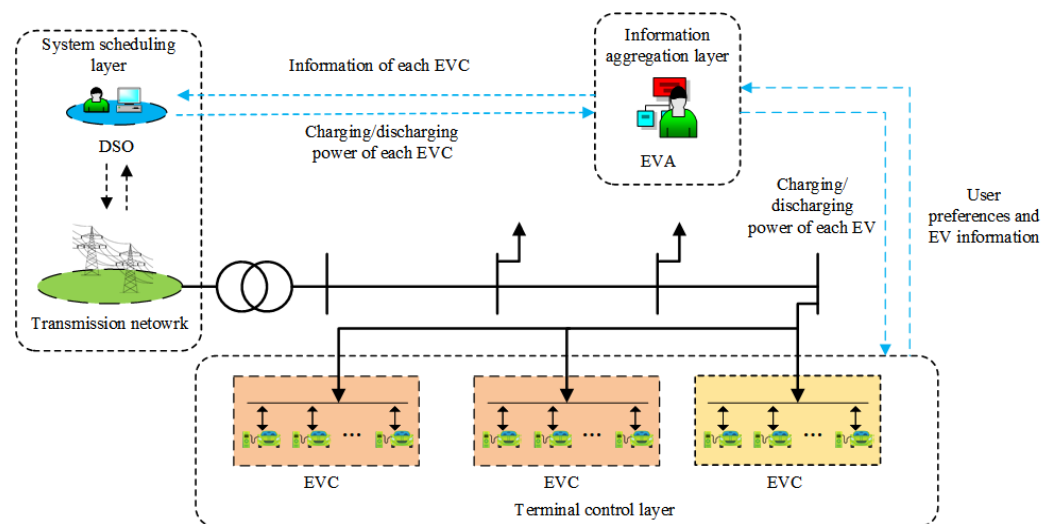 System scheduling
layer
DSO
Transmission netowrk
Information of each EVC
Charging/discharging
power of each EVC
Information
aggregation layer
EVA
Charging/
discharging
power of each EV
User
preferences and
EV information
...
...
...
EVC
EVC
EVC
Terminal control layer